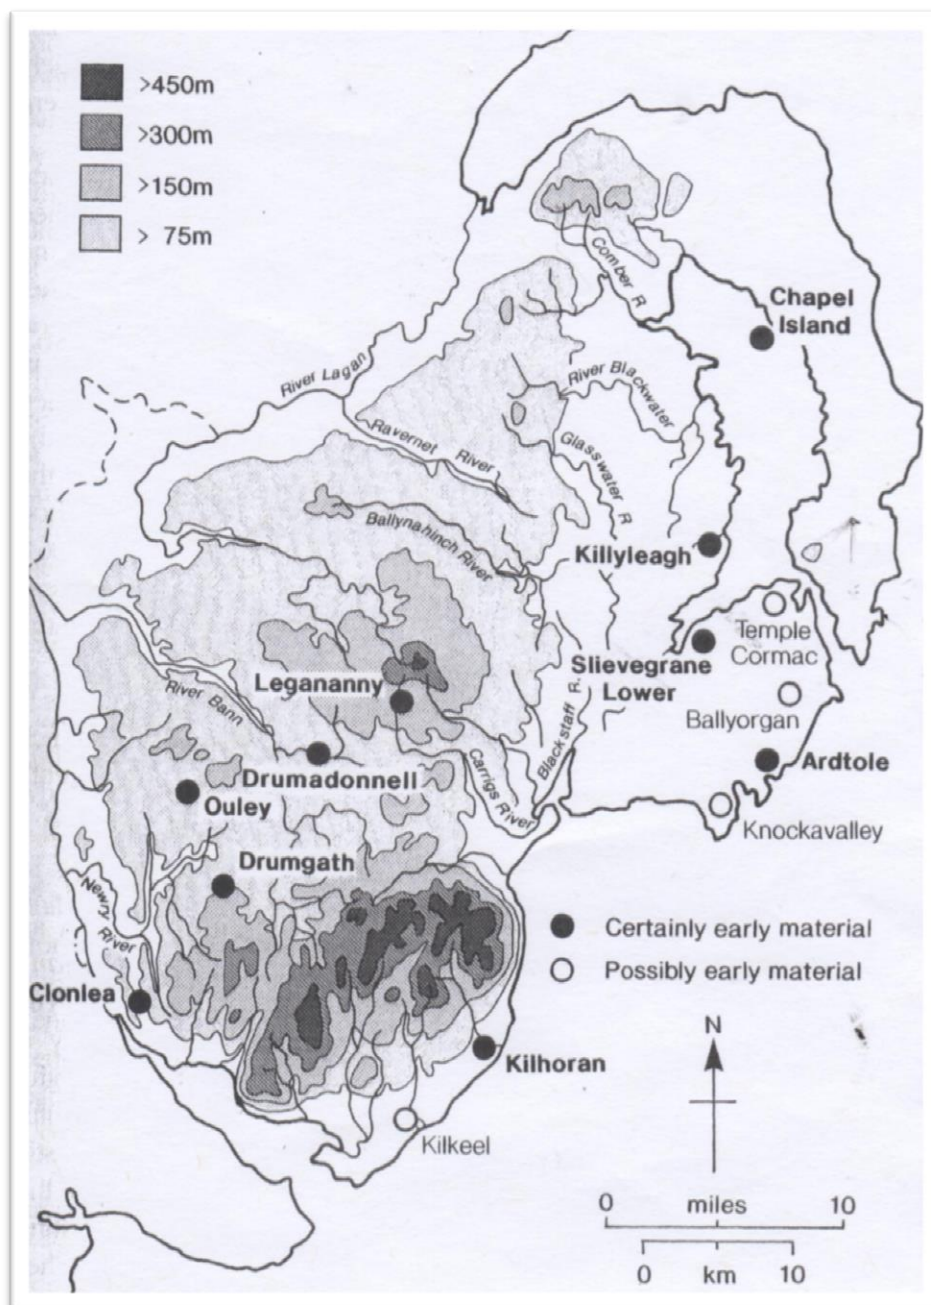 >450m
>300m
>150m
> 75m
Comber R
Chapel
Island
River Lagan
River Blackwater
Ravernet River
Glasswater R
Ballynahinch River
Killyleagh
Temple
Cormac
Slievegrane
Lower
Legananny
River Bann
Ballyorgan
Blackstaff R.
Ardtole
Drumadonnell
Carrigs River
Ouley
Knockavalley
Drumgath
Newry
River
Certainly early material
Possibly early material
Clonlea
N
Kilhoran
Kilkeel
0 miles 10
0 km 10